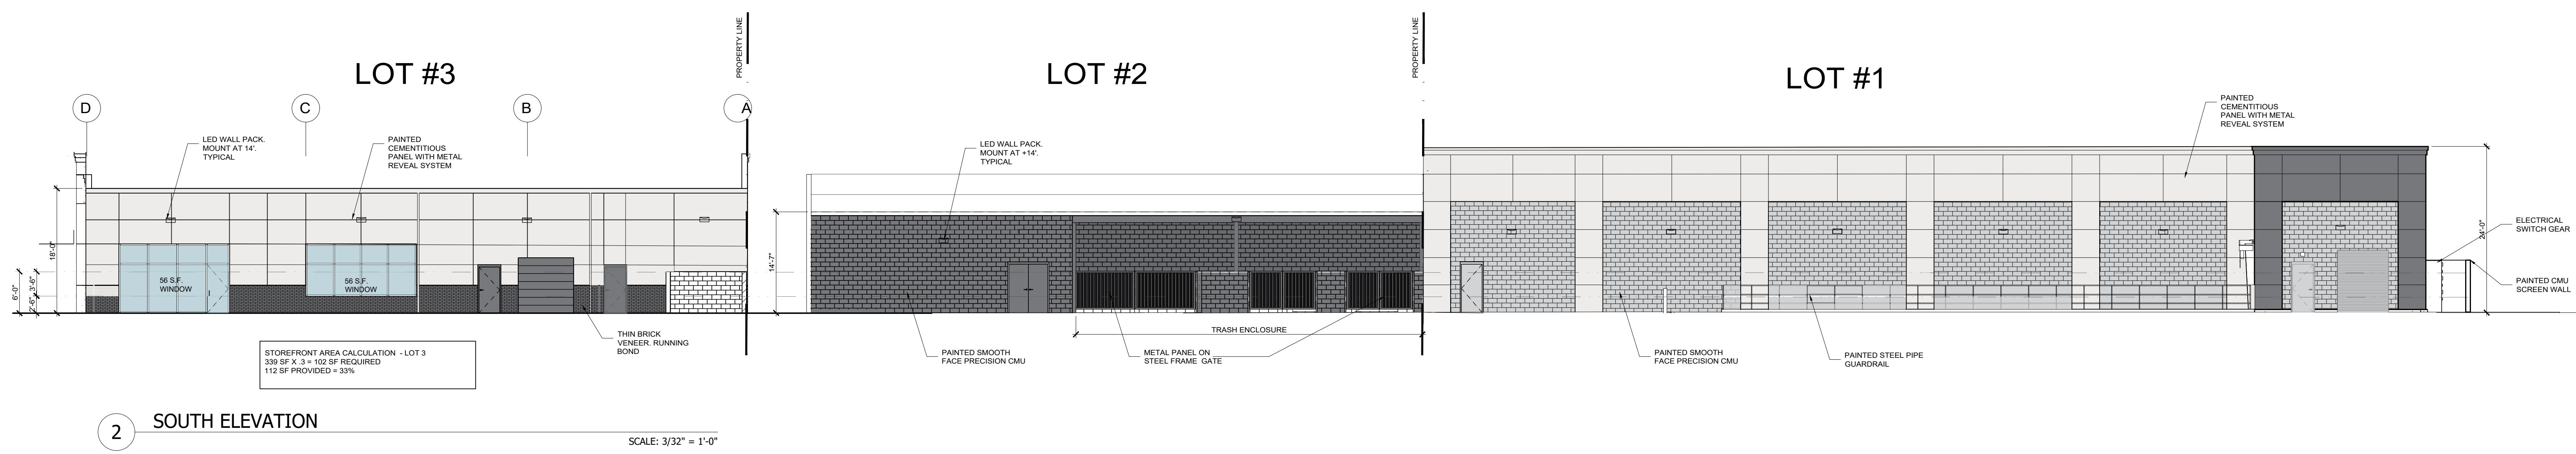 PROPERTY LINE
PROPERTY LINE
LOT #3
LOT #2
LOT #1
D
C
B
A
LED WALL PACK.
MOUNT AT 14'.
TYPICAL
PAINTED
CEMENTITIOUS
PANEL WITH METAL
REVEAL SYSTEM
LED WALL PACK.
MOUNT AT +14'.
TYPICAL
PAINTED
CEMENTITIOUS
PANEL WITH METAL
REVEAL SYSTEM
18'-0"
6'-0"
3'-6"
2'-6"
56 S.F.
WINDOW
56 S.F.
WINDOW
14'-7"
24'-0"
ELECTRICAL
SWITCH GEAR
PAINTED CMU
SCREEN WALL
THIN BRICK
VENEER. RUNNING
BOND
TRASH ENCLOSURE
PAINTED SMOOTH
FACE PRECISION CMU
METAL PANEL ON
STEEL FRAME GATE
PAINTED SMOOTH
FACE PRECISION CMU
PAINTED STEEL PIPE
GUARDRAIL
STOREFRONT AREA CALCULATION - LOT 3
339 SF X .3 = 102 SF REQUIRED
112 SF PROVIDED = 33%
2
SOUTH ELEVATION
SCALE: 3/32" = 1'-0"